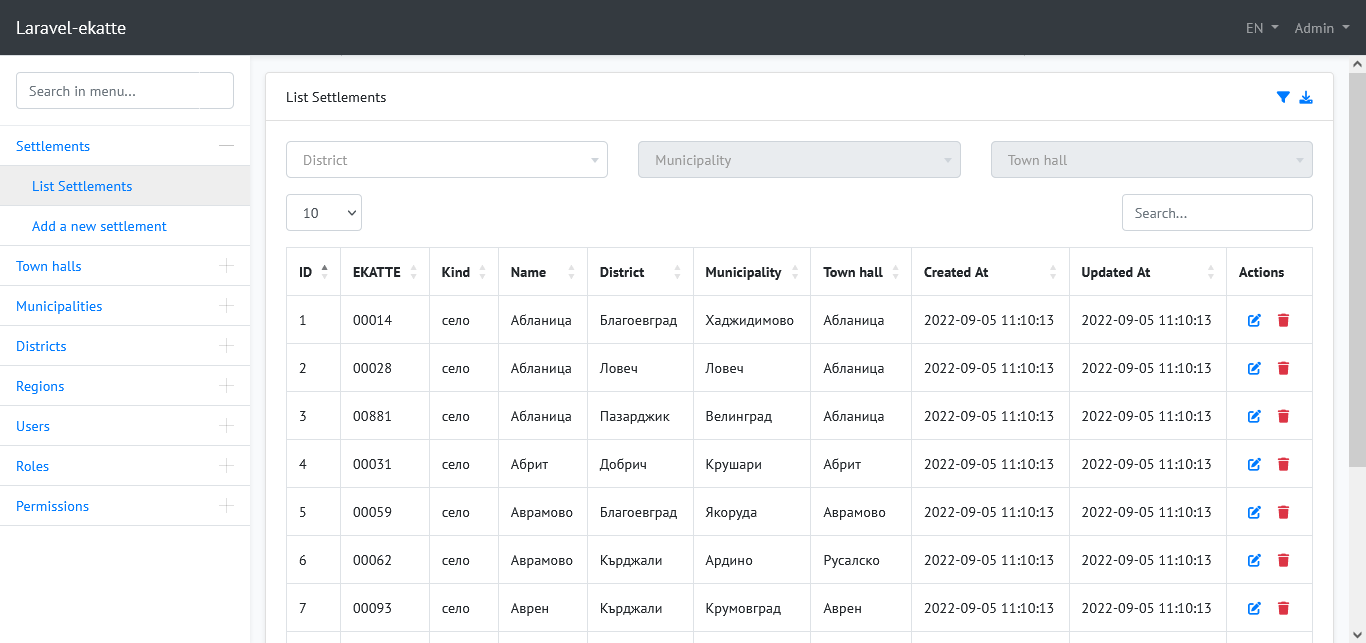 Laravel-ekatte EN Admin
Search in menu...
Settlements
List Settlements
Add a new settlement
Town halls
Municipalities
Districts
Regions
Users
Roles
Permissions
List Settlements
District Municipality Town hall
10 Search...
ID EKATTE Kind Name District Municipality Town hall Created At Updated At Actions
1 00014 село Абланица Благоевград Хаджидимово Абланица 2022-09-05 11:10:13 2022-09-05 11:10:13
2 00028 село Абланица Ловеч Ловеч Абланица 2022-09-05 11:10:13 2022-09-05 11:10:13
3 00881 село Абланица Пазарджик Велинград Абланица 2022-09-05 11:10:13 2022-09-05 11:10:13
4 00031 село Абрит Добрич Крушари Абрит 2022-09-05 11:10:13 2022-09-05 11:10:13
5 00059 село Аврамово Благоевград Якоруда Аврамово 2022-09-05 11:10:13 2022-09-05 11:10:13
6 00062 село Аврамово Кърджали Ардино Русалско 2022-09-05 11:10:13 2022-09-05 11:10:13
7 00093 село Аврен Кърджали Крумовград Аврен 2022-09-05 11:10:13 2022-09-05 11:10:13